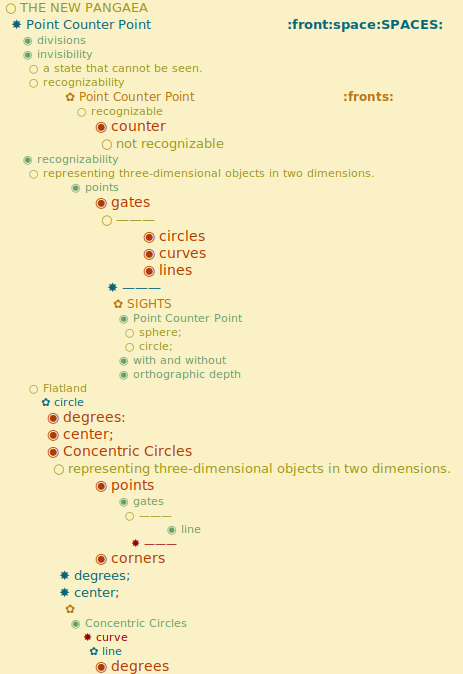 ○ THE NEW PANGAEA
✸ Point Counter Point :front:space:SPACES:
◉ divisions
◉ invisibility
○ a state that cannot be seen.
○ recognizability
✿ Point Counter Point :fronts:
○ recognizable
◉ counter
○ not recognizable
◉ recognizability
○ representing three-dimensional objects in two dimensions.
◉ points
◉ gates
○ ———
◉ circles
◉ curves
◉ lines
✸ ———
✿ SIGHTS
◉ Point Counter Point
○ sphere;
○ circle;
◉ with and without
◉ orthographic depth
○ Flatland
✿ circle
◉ degrees:
◉ center;
◉ Concentric Circles
○ representing three-dimensional objects in two dimensions.
◉ points
◉ gates
○ ———
◉ line
✸ ———
◉ corners
✸ degrees;
✸ center;
✿
◉ Concentric Circles
✸ curve
✿ line
◉ degrees